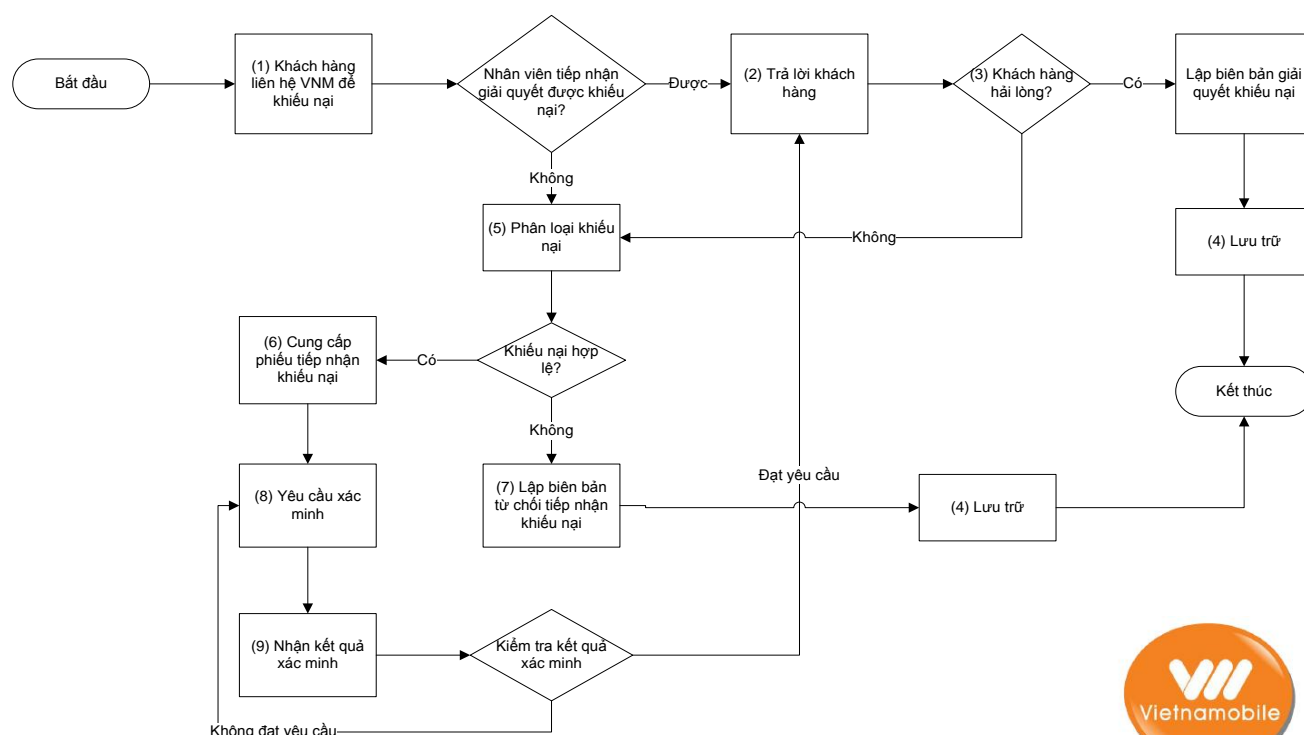 Bắt đầu
(1) Khách hàng
liên hệ VNM để
khiếu nại
Nhân viên tiếp nhận
giải quyết được khiếu
nại?
Được
(2) Trả lời khách
hàng
(3) Khách hàng
hải lòng?
Có
Lập biên bản giải
quyết khiếu nại
Không
(5) Phân loại khiếu
nại
Không
(4) Lưu trữ
(6) Cung cấp
phiếu tiếp nhận
khiếu nại
Có
Khiếu nại hợp
lệ?
Kết thúc
Không
(8) Yêu cầu xác
minh
(7) Lập biên bản
từ chối tiếp nhận
khiếu nại
Đạt yêu cầu
(4) Lưu trữ
(9) Nhận kết quả
xác minh
Kiểm tra kết quả
xác minh
Không đạt yêu cầu
Vietnamobile